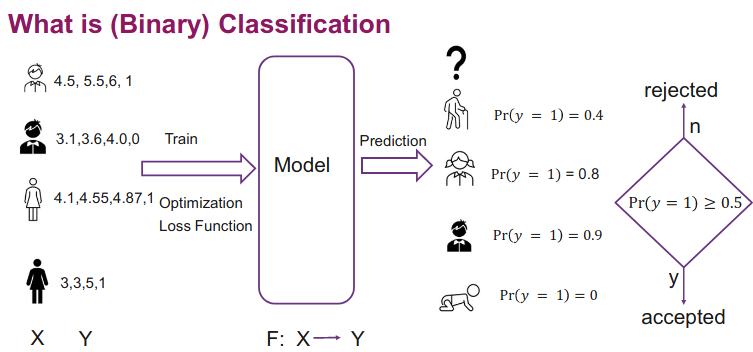 What is (Binary) Classification
4.5, 5.5,6, 1
3.1,3.6,4.0,0
4.1,4.55,4.87,1
3,3,5,1
X Y
Train
Optimization
Loss Function
Model
F: X → Y
Prediction
?
Pr(y = 1) = 0.4
Pr(y = 1) = 0.8
Pr(y = 1) = 0.9
Pr(y = 1) = 0
rejected
n
Pr(y = 1) ≥ 0.5
y
accepted